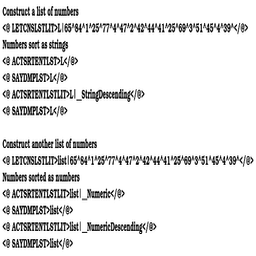 Construct a list of numbers
<@ LETCNSLSTLIT>L|65^64^1^25^77^4^47^2^42^44^41^25^69^3^51^45^4^39^</@>
Numbers sort as strings
<@ ACTSRTENTLST>L</@>
<@ SAYDMPLST>L</@>
<@ ACTSRTENTLSTLIT>L|__StringDescending</@>
<@ SAYDMPLST>L</@>
Construct another list of numbers
<@ LETCNSLSTLIT>list|65^64^1^25^77^4^47^2^42^44^41^25^69^3^51^45^4^39^</@>
Numbers sorted as numbers
<@ ACTSRTENTLSTLIT>list|__Numeric</@>
<@ SAYDMPLST>list</@>
<@ ACTSRTENTLSTLIT>list|__NumericDescending</@>
<@ SAYDMPLST>list</@>